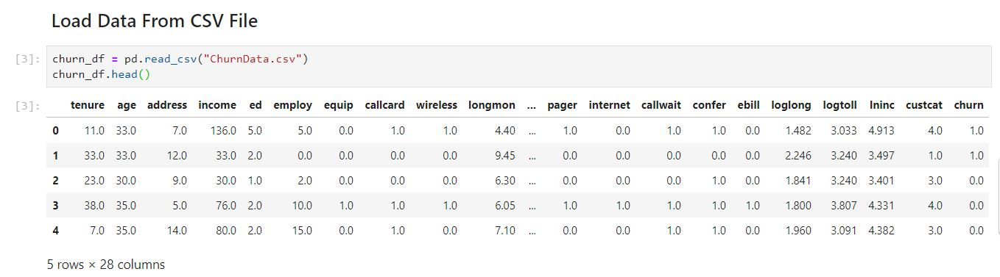 Load Data From CSV File
[3]: churn_df = pd.read_csv("ChurnData.csv")
churn_df.head()
[3]: tenure age address income ed employ equip callcard wireless longmon ... pager internet callwait confer ebill loglong logtoll lninc custcat churn
0 11.0 33.0 7.0 136.0 5.0 5.0 0.0 1.0 1.0 4.40 ... 1.0 0.0 1.0 1.0 0.0 1.482 3.033 4.913 4.0 1.0
1 33.0 33.0 12.0 33.0 2.0 0.0 0.0 0.0 0.0 9.45 ... 0.0 0.0 0.0 0.0 0.0 2.246 3.240 3.497 1.0 1.0
2 23.0 30.0 9.0 30.0 1.0 2.0 0.0 0.0 0.0 6.30 ... 0.0 0.0 0.0 1.0 0.0 1.841 3.240 3.401 3.0 0.0
3 38.0 35.0 5.0 76.0 2.0 10.0 1.0 1.0 1.0 6.05 ... 1.0 1.0 1.0 1.0 1.0 1.800 3.807 4.331 4.0 0.0
4 7.0 35.0 14.0 80.0 2.0 15.0 0.0 1.0 0.0 7.10 ... 0.0 0.0 1.0 1.0 0.0 1.960 3.091 4.382 3.0 0.0
5 rows × 28 columns